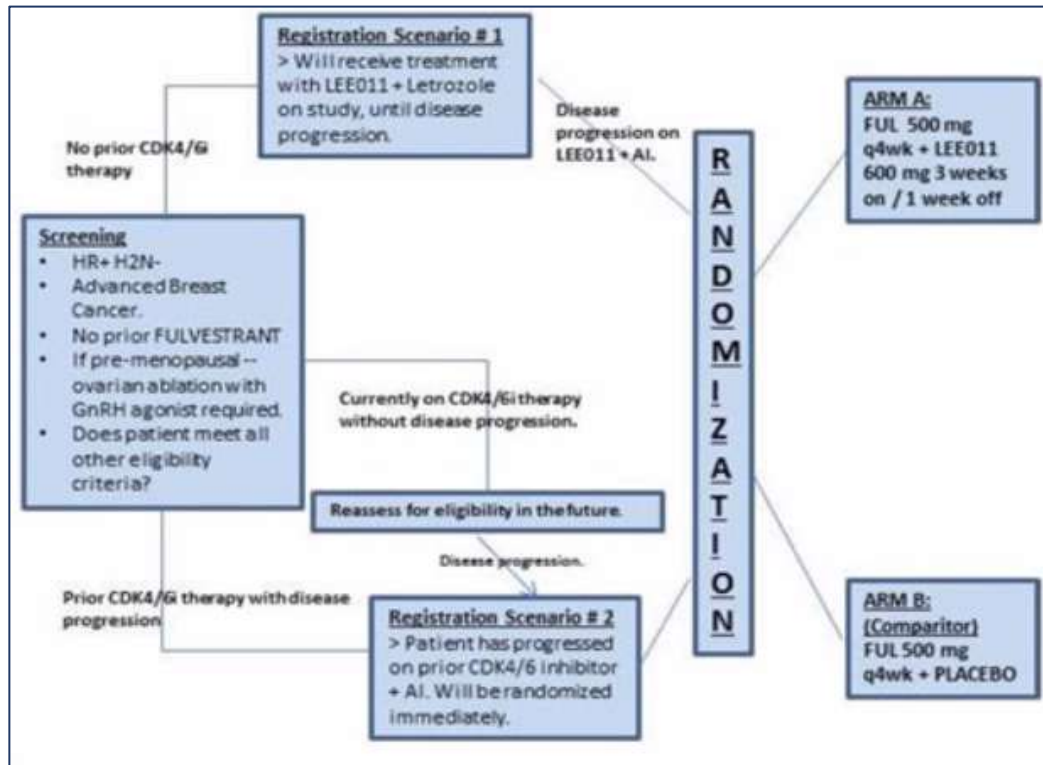 Registration Scenario # 1
> Will receive treatment
with LEE011 + Letrozole
on study, until disease
progression.
No prior CDK4/6i
therapy
Disease
progression on
LEE011 + AI.
RANDOMIZATION
ARM A:
FUL 500 mg
q4wk + LEE011
600 mg 3 weeks
on / 1 week off
Screening
• HR+ H2N-
• Advanced Breast
Cancer.
• No prior FULVESTRANT
• If pre-menopausal --
ovarian ablation with
GnRH agonist required.
• Does patient meet all
other eligibility
criteria?
Currently on CDK4/6i therapy
without disease progression.
Reassess for eligibility in the future.
Disease progression.
Prior CDK4/6i therapy with disease
progression
Registration Scenario # 2
> Patient has progressed
on prior CDK4/6 inhibitor
+ AI. Will be randomized
immediately.
ARM B:
(Comparitor)
FUL 500 mg
q4wk + PLACEBO